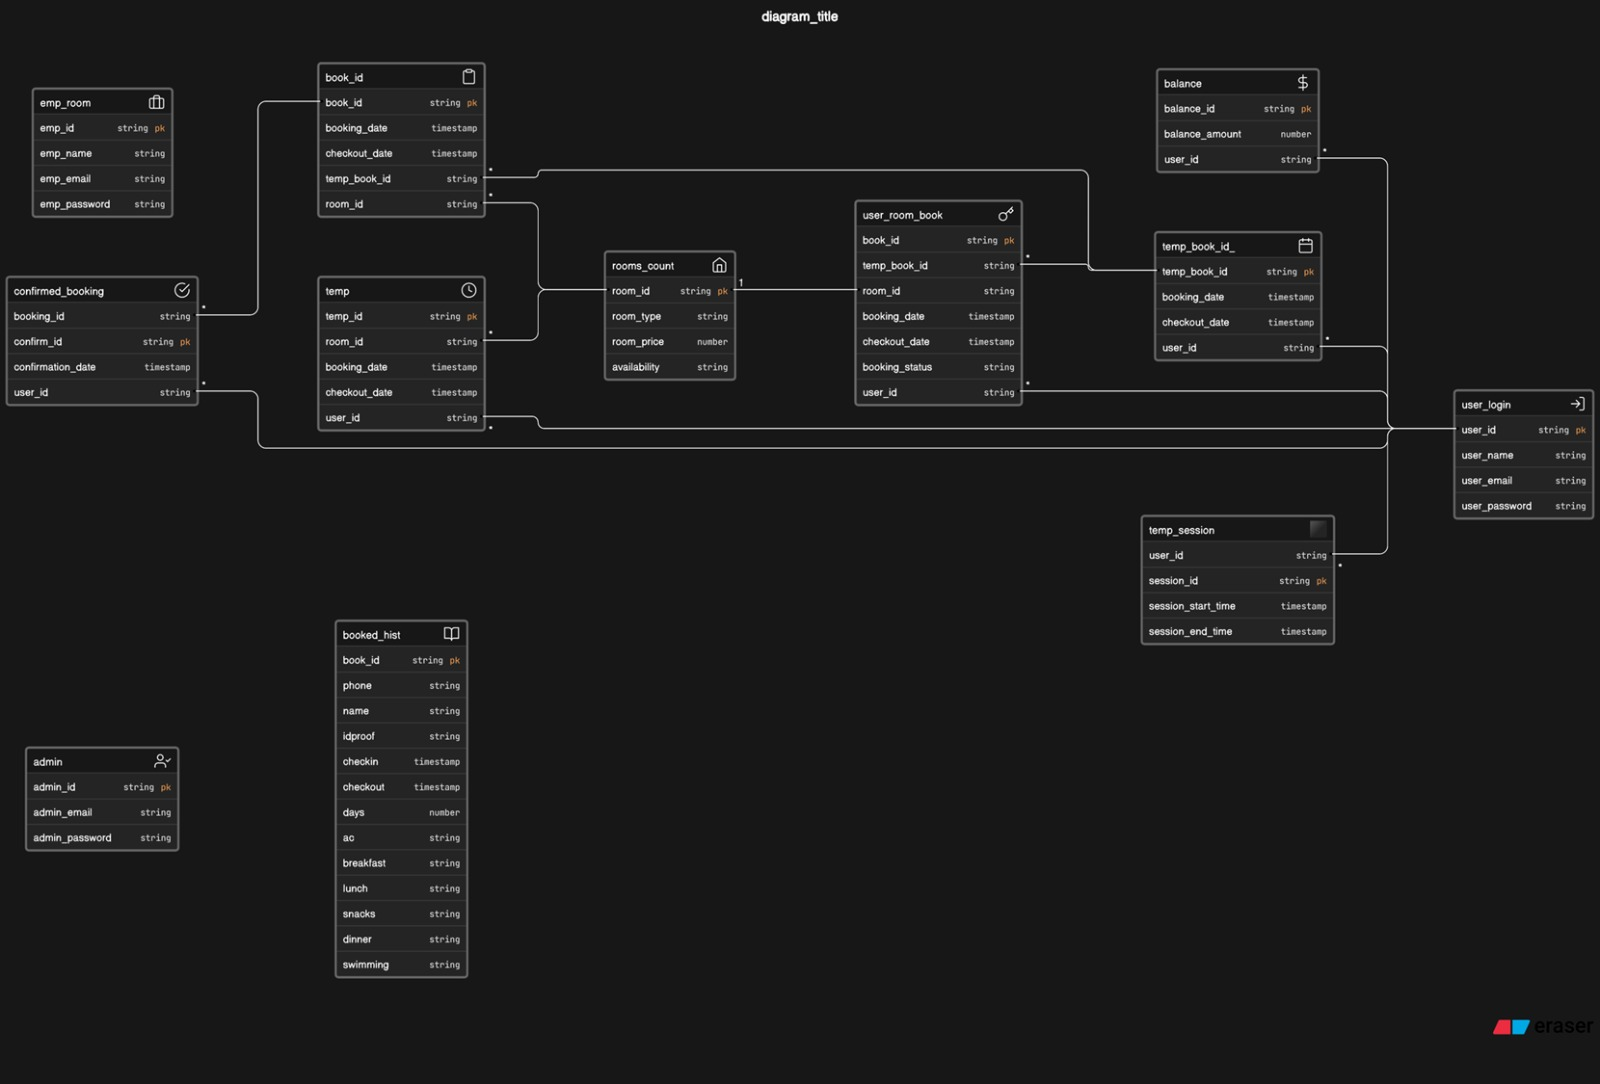 diagram_title
emp_room
emp_id string pk
emp_name string
emp_email string
emp_password string
book_id
book_id string pk
booking_date timestamp
checkout_date timestamp
temp_book_id string
*
room_id string
*
balance
balance_id string pk
balance_amount number
user_id string
*
confirmed_booking
booking_id string
*
confirm_id string pk
confirmation_date timestamp
user_id string
*
temp
temp_id string pk
room_id string
*
booking_date timestamp
checkout_date timestamp
user_id string
*
rooms_count
room_id string pk
1
room_type string
room_price number
availability string
user_room_book
book_id string pk
temp_book_id string
*
room_id string
booking_date timestamp
checkout_date timestamp
booking_status string
user_id string
*
temp_book_id_
temp_book_id string pk
booking_date timestamp
checkout_date timestamp
user_id string
*
user_login
user_id string pk
user_name string
user_email string
user_password string
temp_session
user_id string
*
session_id string pk
session_start_time timestamp
session_end_time timestamp
booked_hist
book_id string pk
phone string
name string
idproof string
checkin timestamp
checkout timestamp
days number
ac string
breakfast string
lunch string
snacks string
dinner string
swimming string
admin
admin_id string pk
admin_email string
admin_password string
eraser